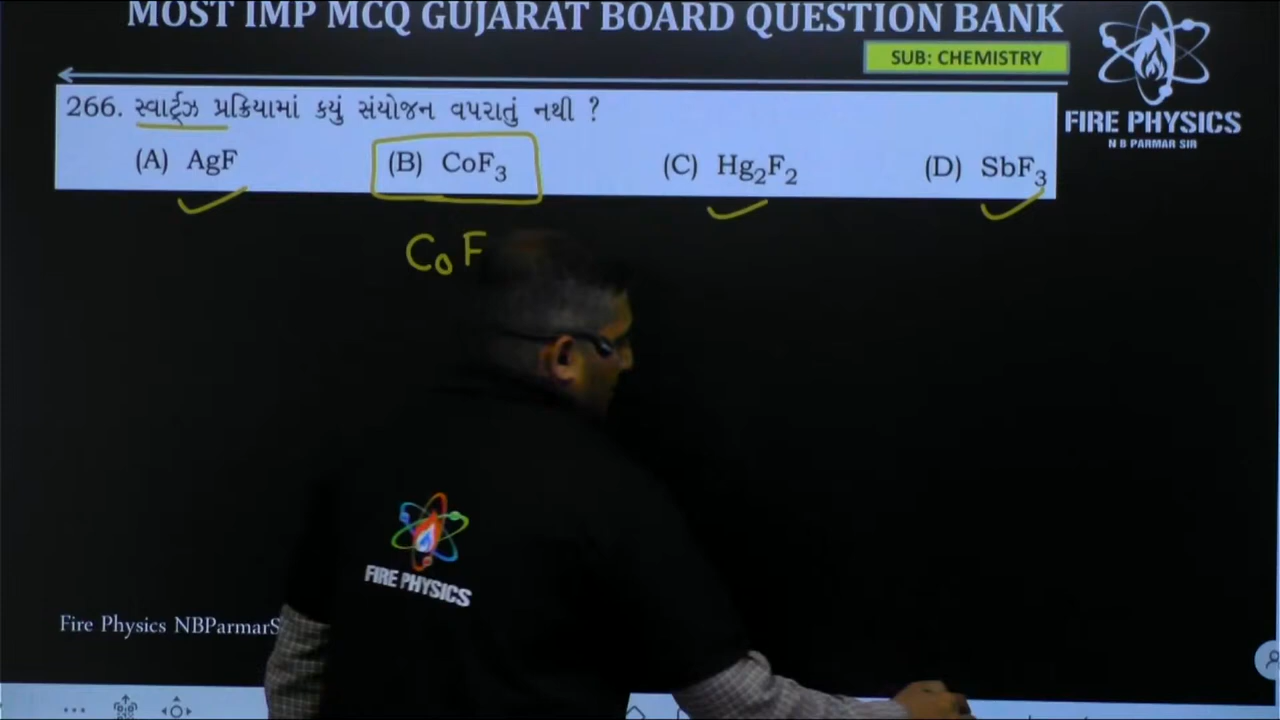 MOST IMP MCQ GUJARAT BOARD QUESTION BANK
SUB: CHEMISTRY
FIRE PHYSICS
N B PARMAR SIR
266. સ્વાર્ટ્ઝ પ્રક્રિયામાં કયું સંયોજન વપરાતું નથી ?
(A) AgF (B) CoF₃ (C) Hg₂F₂ (D) SbF₃
CoF
FIRE PHYSICS
Fire Physics NBParmarS